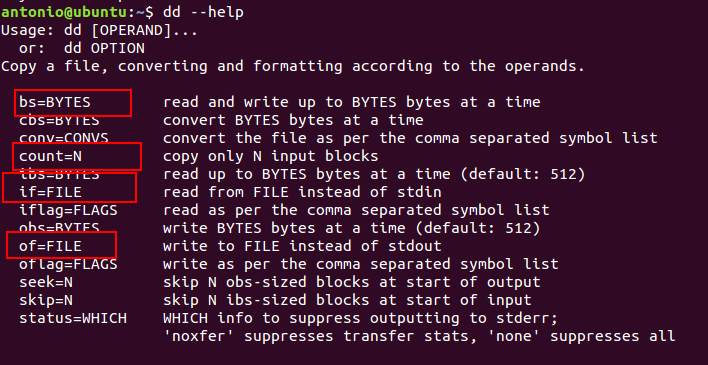 antonio@ubuntu:~$ dd --help
Usage: dd [OPERAND]...
  or:  dd OPTION
Copy a file, converting and formatting according to the operands.

  bs=BYTES        read and write up to BYTES bytes at a time
  cbs=BYTES       convert BYTES bytes at a time
  conv=CONVS      convert the file as per the comma separated symbol list
  count=N         copy only N input blocks
  ibs=BYTES       read up to BYTES bytes at a time (default: 512)
  if=FILE         read from FILE instead of stdin
  iflag=FLAGS     read as per the comma separated symbol list
  obs=BYTES       write BYTES bytes at a time (default: 512)
  of=FILE         write to FILE instead of stdout
  oflag=FLAGS     write as per the comma separated symbol list
  seek=N          skip N obs-sized blocks at start of output
  skip=N          skip N ibs-sized blocks at start of input
  status=WHICH    WHICH info to suppress outputting to stderr;
                  'noxfer' suppresses transfer stats, 'none' suppresses all